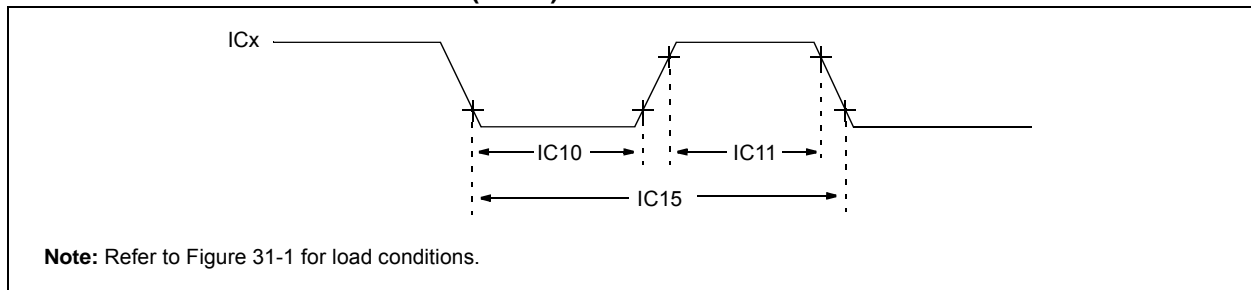 ICx
IC10
IC11
IC15
Note: Refer to Figure 31-1 for load conditions.